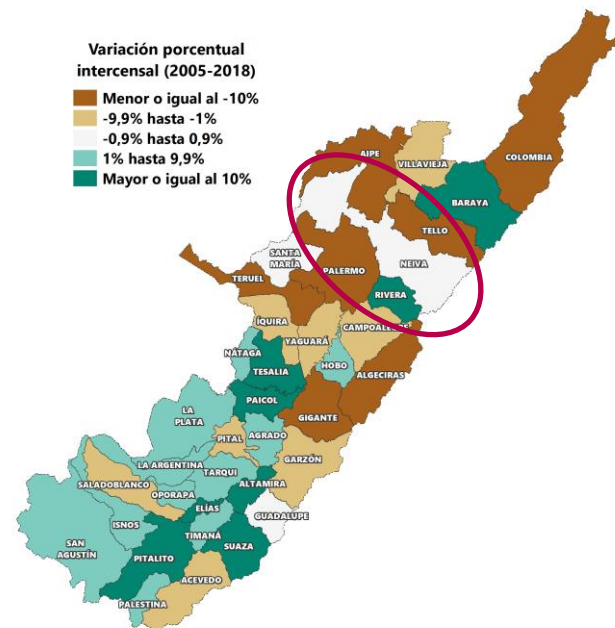 Variación porcentual
intercensal (2005-2018)
Menor o igual al -10%
-9,9% hasta -1%
-0,9% hasta 0,9%
1% hasta 9,9%
Mayor o igual al 10%
AIPE
VILLAVIEJA
COLOMBIA
BARAYA
TELLO
SANTA
MARÍA
NEIVA
PALERMO
TERUEL
RIVERA
ÍQUIRA
CAMPOALEGRE
YAGUARÁ
NÁTAGA
HOBO
TESALIA
ALGECIRAS
PAICOL
LA
PLATA
GIGANTE
AGRADO
PITAL
GARZÓN
LA ARGENTINA
TARQUI
SALADOBLANCO
ALTAMIRA
OPORAPA
ELÍAS
GUADALUPE
ISNOS
TIMANÁ
SAN
AGUSTÍN
SUAZA
PITALITO
ACEVEDO
PALESTINA